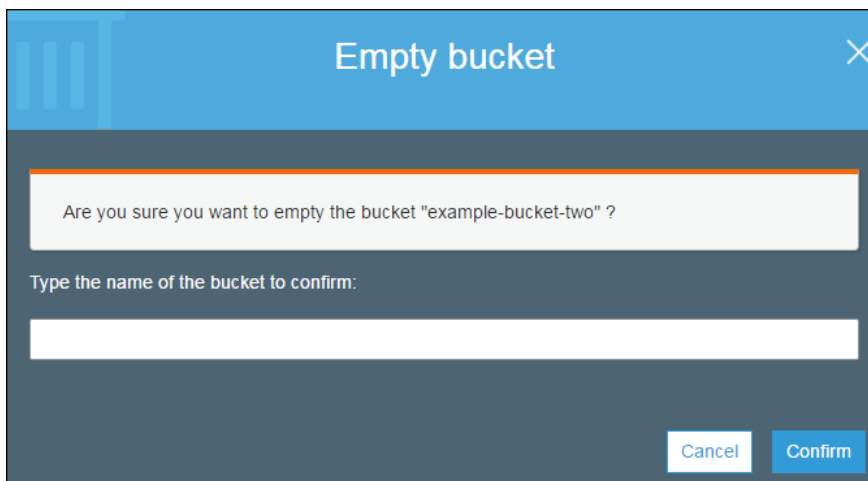 Empty bucket
Are you sure you want to empty the bucket "example-bucket-two" ?
Type the name of the bucket to confirm:
Cancel
Confirm